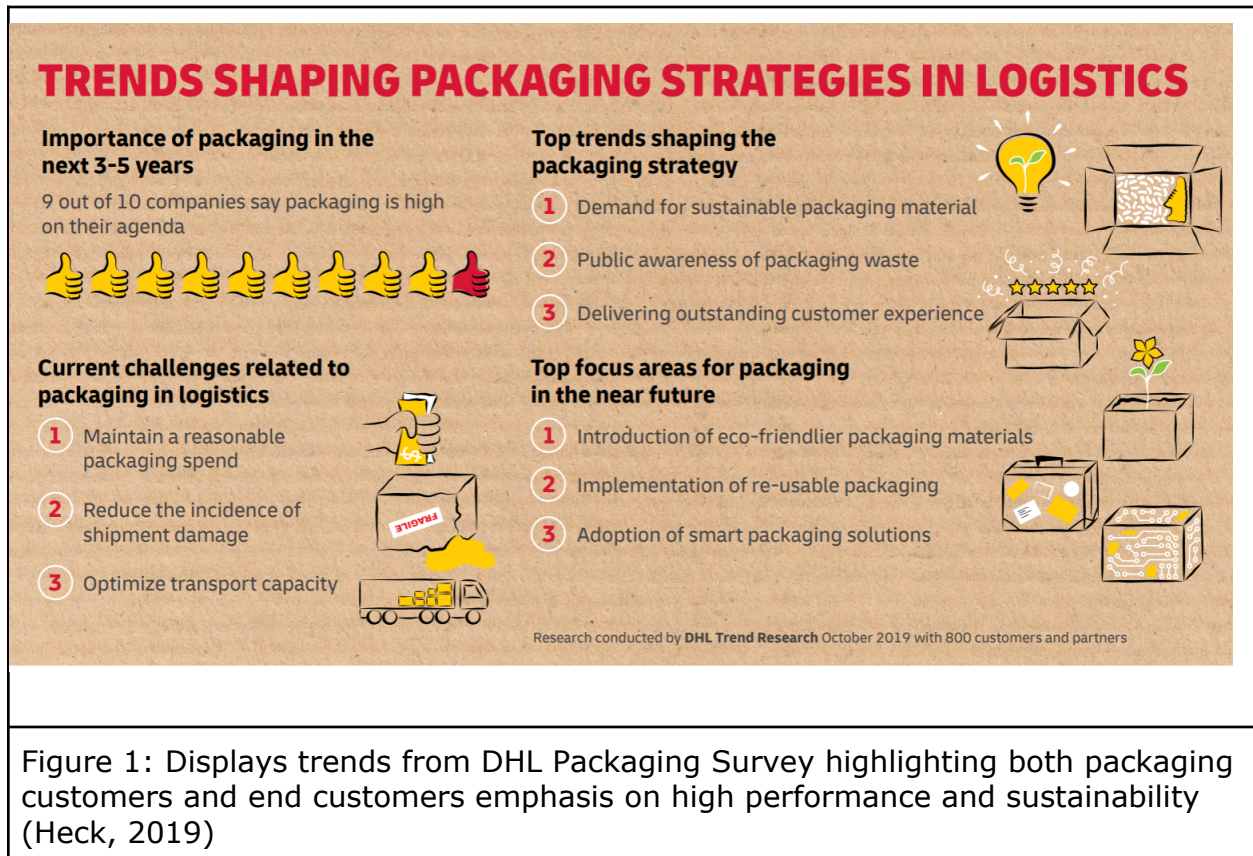 TRENDS SHAPING PACKAGING STRATEGIES IN LOGISTICS
Importance of packaging in the
next 3-5 years
9 out of 10 companies say packaging is high
on their agenda
Top trends shaping the
packaging strategy
1 Demand for sustainable packaging material
2 Public awareness of packaging waste
3 Delivering outstanding customer experience
Current challenges related to
packaging in logistics
1 Maintain a reasonable
packaging spend
2 Reduce the incidence of
shipment damage
3 Optimize transport capacity
$
FRAGILE
Top focus areas for packaging
in the near future
1 Introduction of eco-friendlier packaging materials
2 Implementation of re-usable packaging
3 Adoption of smart packaging solutions
Research conducted by DHL Trend Research October 2019 with 800 customers and partners
Figure 1: Displays trends from DHL Packaging Survey highlighting both packaging
customers and end customers emphasis on high performance and sustainability
(Heck, 2019)